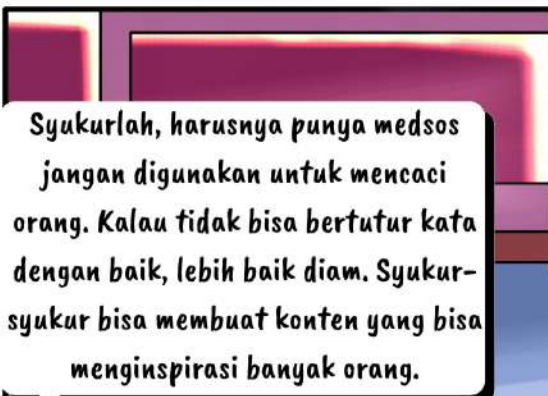 Syukurlah, harusnya punya medsos
jangan digunakan untuk mencaci
orang. Kalau tidak bisa bertutur kata
dengan baik, lebih baik diam. Syukur-
syukur bisa membuat konten yang bisa
menginspirasi banyak orang.